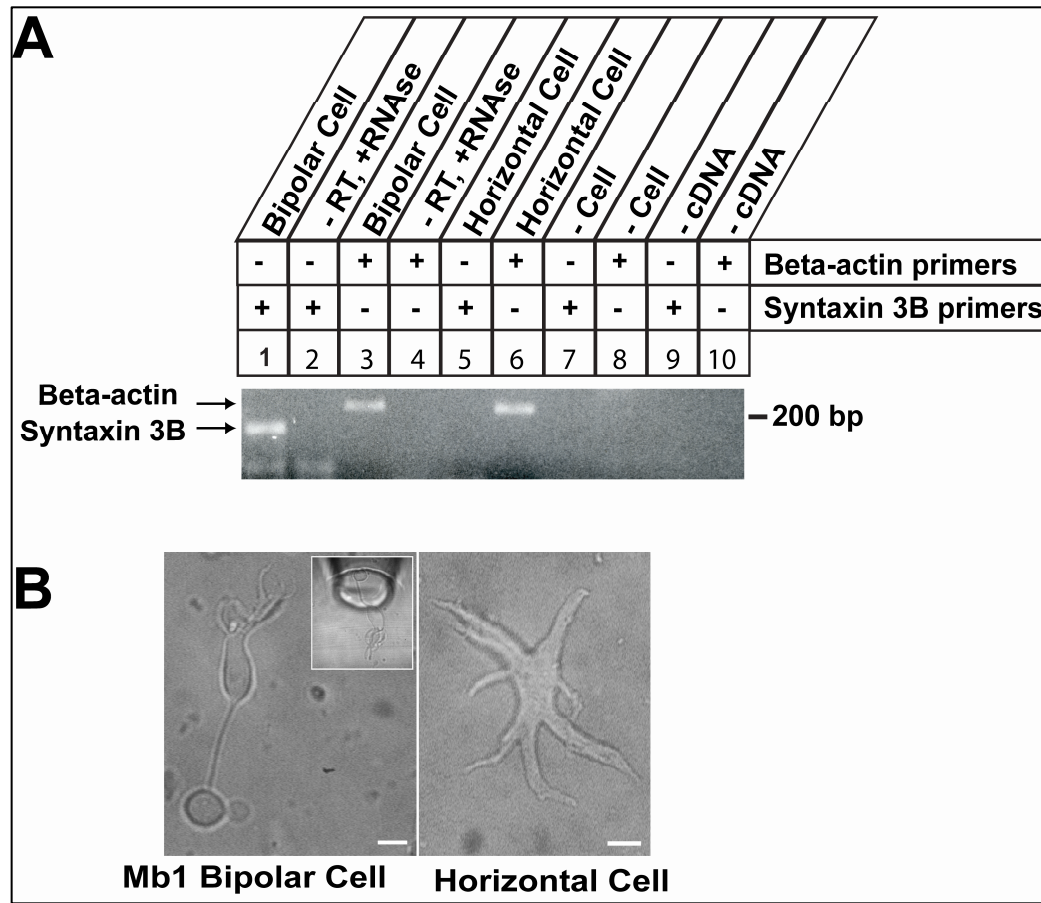 A
Bipolar Cell
- RT, +RNAse
Bipolar Cell
- RT, +RNAse
Horizontal Cell
Horizontal Cell
- Cell
- Cell
- cDNA
- cDNA
- - + + - + - + - + Beta-actin primers
+ + - - + - + - + - Syntaxin 3B primers
1 2 3 4 5 6 7 8 9 10
Beta-actin
Syntaxin 3B
200 bp
B
Mb1 Bipolar Cell
Horizontal Cell